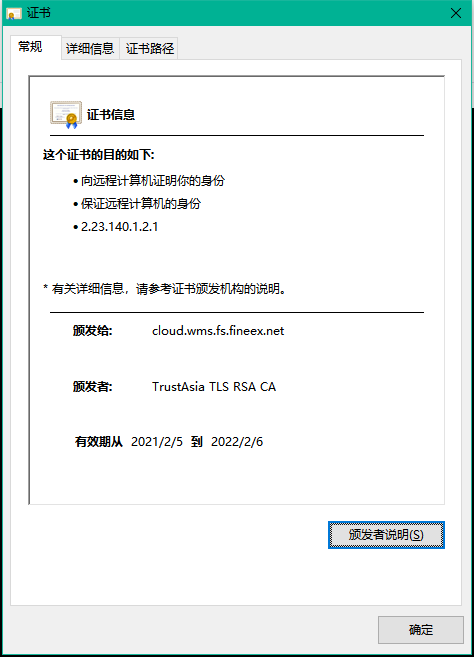 证书
常规 详细信息 证书路径
证书信息
这个证书的目的如下:
• 向远程计算机证明你的身份
• 保证远程计算机的身份
• 2.23.140.1.2.1
* 有关详细信息，请参考证书颁发机构的说明。
颁发给: cloud.wms.fs.fineex.net
颁发者: TrustAsia TLS RSA CA
有效期从 2021/2/5 到 2022/2/6
颁发者说明(S)
确定